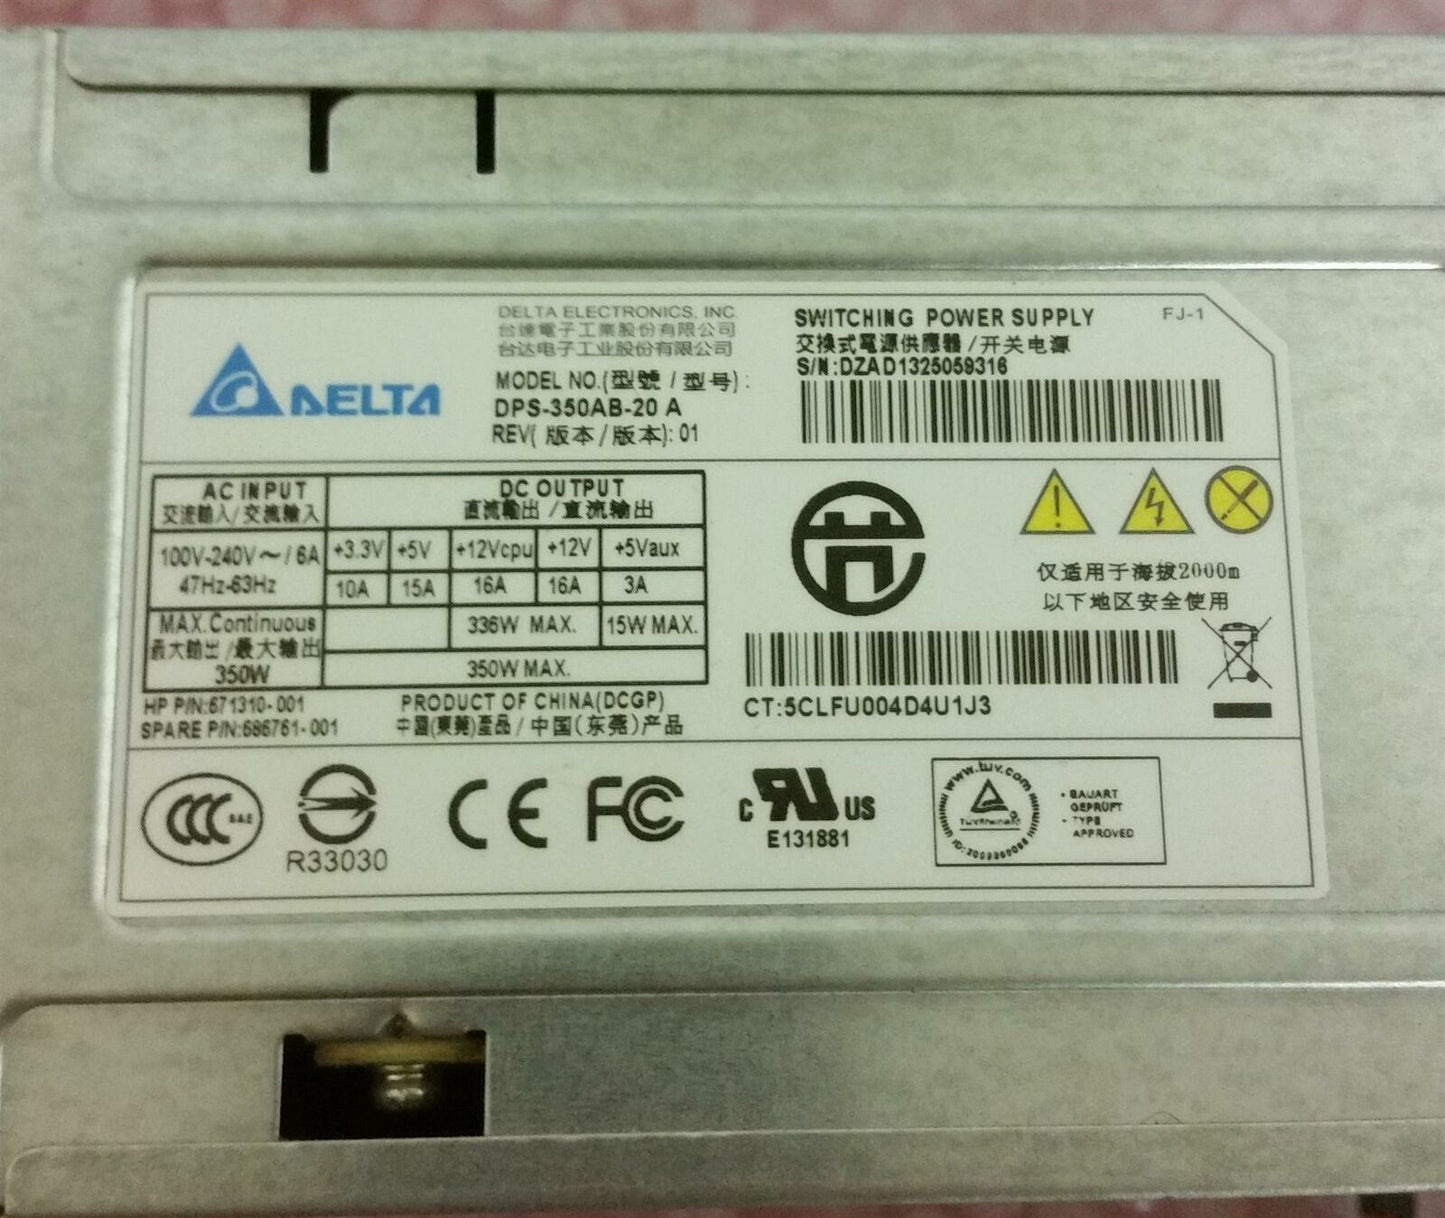 DELTA
DELTA ELECTRONICS, INC.
台達電子工業股份有限公司
台达电子工业股份有限公司
MODEL NO.(型號 / 型号) :
DPS-350AB-20 A
REV( 版本 / 版本): 01
SWITCHING POWER SUPPLY
FJ-1
交換式電源供應器 / 开关电源
S/N:DZAD1325059316
AC INPUT
交流輸入/交流输入
100V-240V～/ 6A
47Hz-63Hz
MAX.Continuous
最大輸出 /最大输出
350W
DC OUTPUT
直流輸出 / 直流输出
+3.3V +5V +12Vcpu +12V +5Vaux
10A 15A 16A 16A 3A
336W MAX. 15W MAX.
350W MAX.
HP P/N:671310-001
SPARE P/N:686761-001
PRODUCT OF CHINA(DCGP)
中國(東莞)產品 / 中国(东莞)产品
仅适用于海拔2000m
以下地区安全使用
CT:5CLFU004D4U1J3
CCC S&E
R33030
CE
FC
c RU US
E131881
www.tuv.com
TÜVRheinland
• BAUART
GEPRÜFT
• TYPE
APPROVED